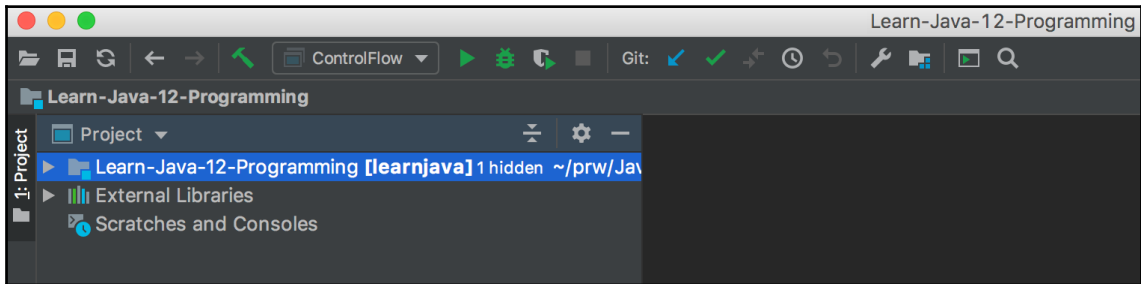 Learn-Java-12-Programming
ControlFlow Git:
Learn-Java-12-Programming
1: Project
Project
Learn-Java-12-Programming [learnjava] 1 hidden ~/prw/Jav
External Libraries
Scratches and Consoles